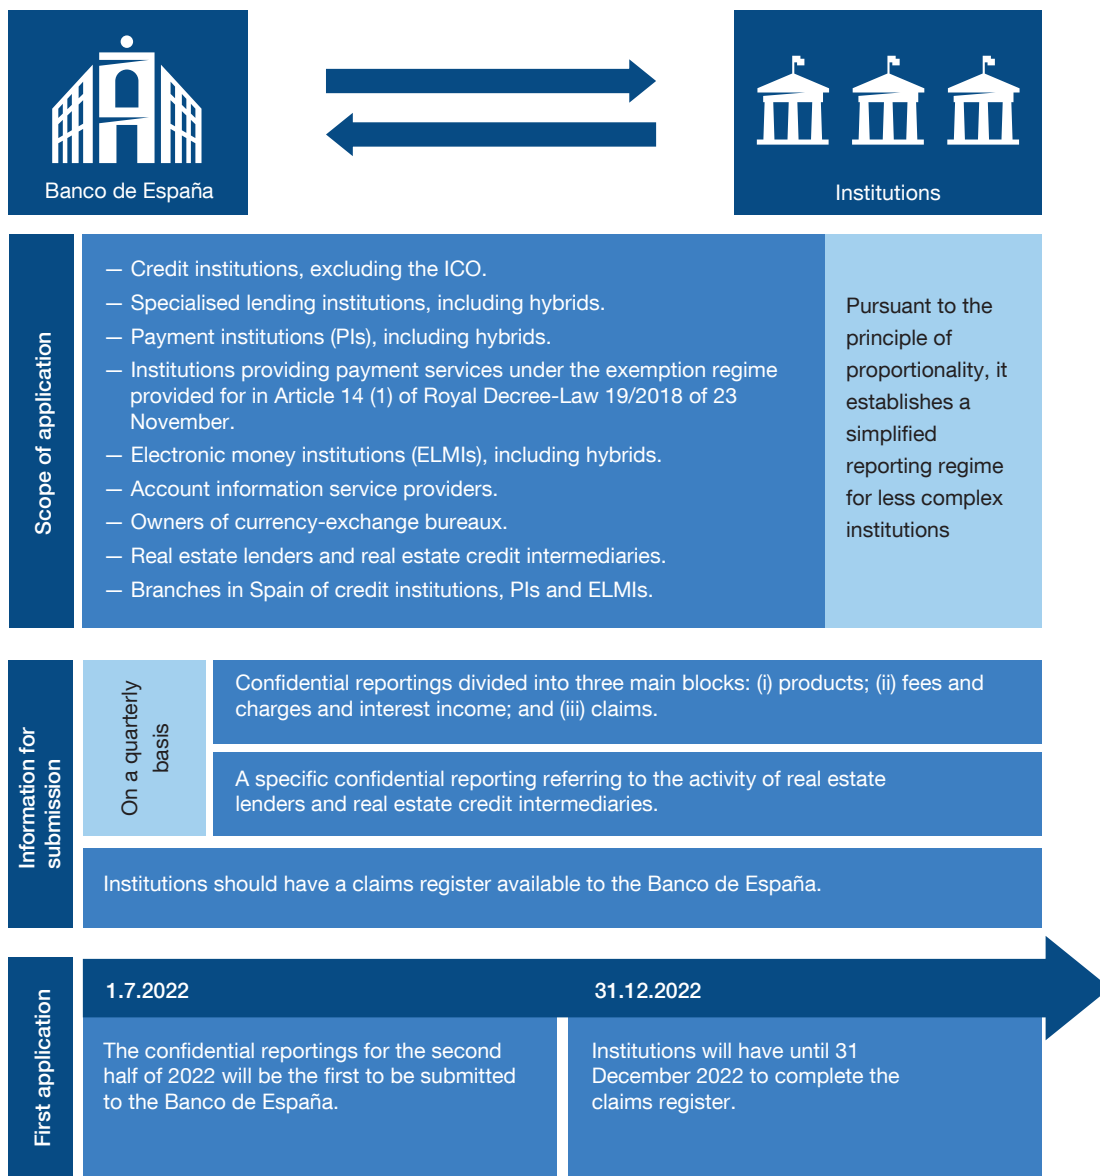 Banco de España
Institutions
Scope of application
— Credit institutions, excluding the ICO.
— Specialised lending institutions, including hybrids.
— Payment institutions (PIs), including hybrids.
— Institutions providing payment services under the exemption regime
provided for in Article 14 (1) of Royal Decree-Law 19/2018 of 23
November.
— Electronic money institutions (ELMIs), including hybrids.
— Account information service providers.
— Owners of currency-exchange bureaux.
— Real estate lenders and real estate credit intermediaries.
— Branches in Spain of credit institutions, PIs and ELMIs.
Pursuant to the
principle of
proportionality, it
establishes a
simplified
reporting regime
for less complex
institutions
Information for
submission
On a quarterly
basis
Confidential reportings divided into three main blocks: (i) products; (ii) fees and
charges and interest income; and (iii) claims.
A specific confidential reporting referring to the activity of real estate
lenders and real estate credit intermediaries.
Institutions should have a claims register available to the Banco de España.
First application
1.7.2022
The confidential reportings for the second
half of 2022 will be the first to be submitted
to the Banco de España.
31.12.2022
Institutions will have until 31
December 2022 to complete the
claims register.